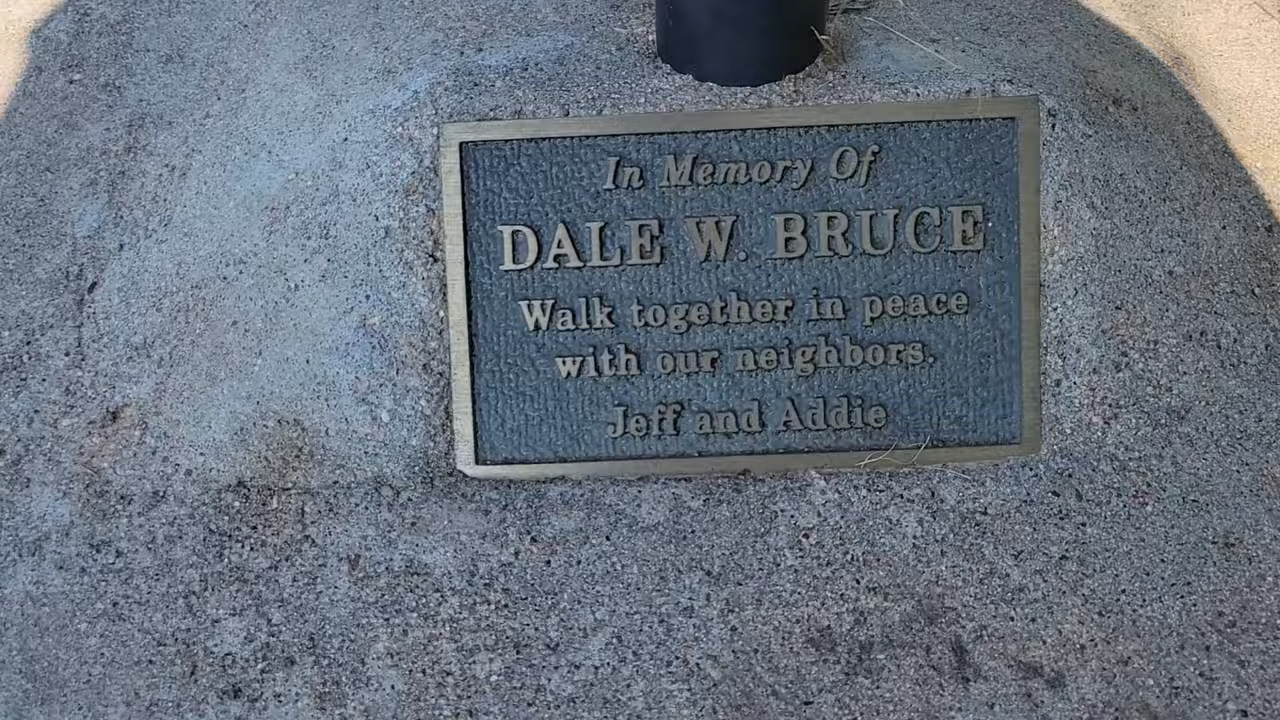 In Memory Of
DALE W. BRUCE
Walk together in peace
with our neighbors.
Jeff and Addie